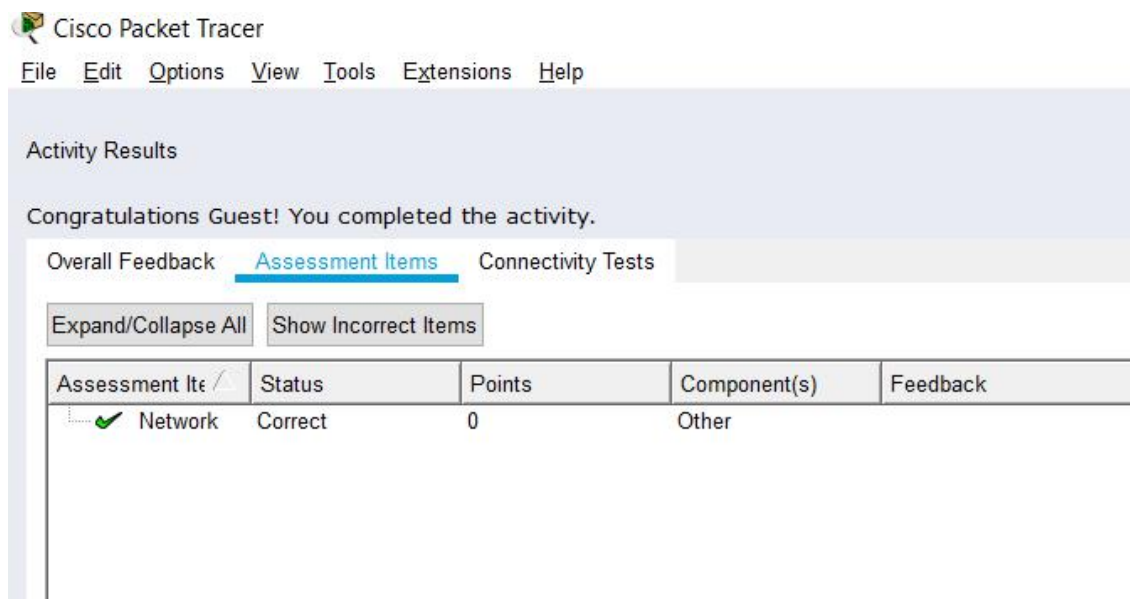 Cisco Packet Tracer
File Edit Options View Tools Extensions Help
Activity Results
Congratulations Guest! You completed the activity.
Overall Feedback Assessment Items Connectivity Tests
Expand/Collapse All Show Incorrect Items
Assessment Ite Status Points Component(s) Feedback
Network Correct 0 Other